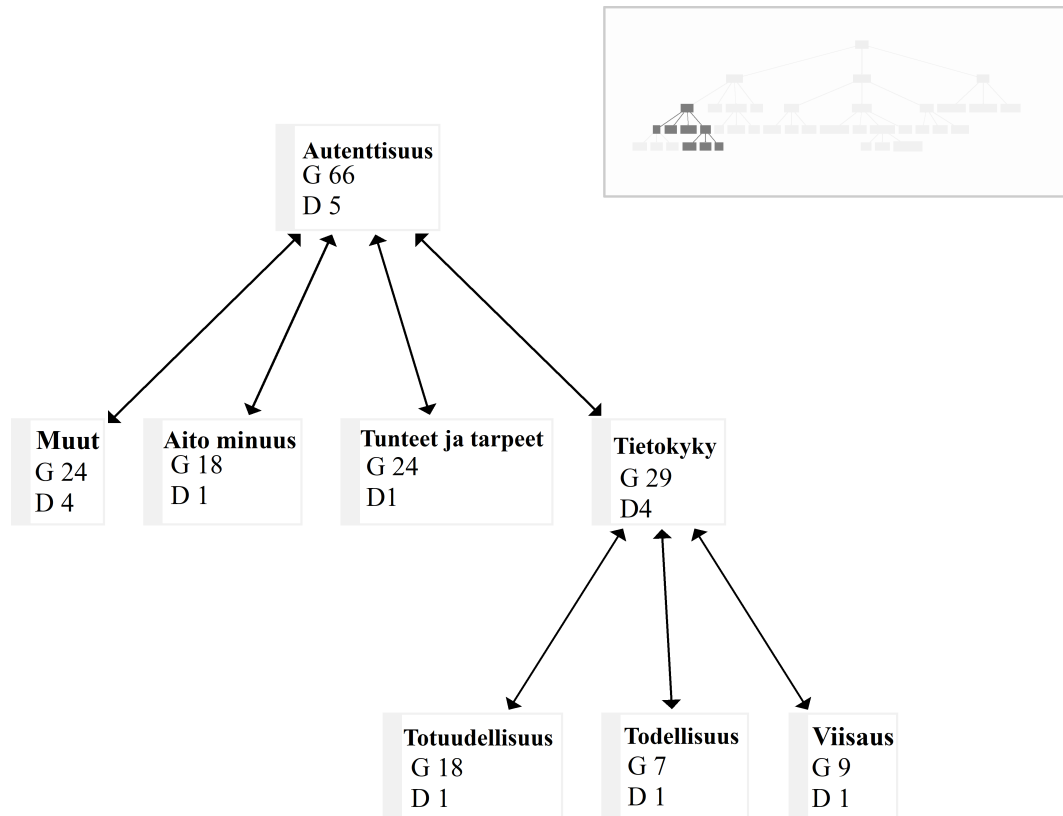 Autenttisuus
G 66
D 5
Muut
G 24
D 4
Aito minuus
G 18
D 1
Tunteet ja tarpeet
G 24
D1
Tietokyky
G 29
D4
Totuudellisuus
G 18
D 1
Todellisuus
G 7
D 1
Viisaus
G 9
D 1